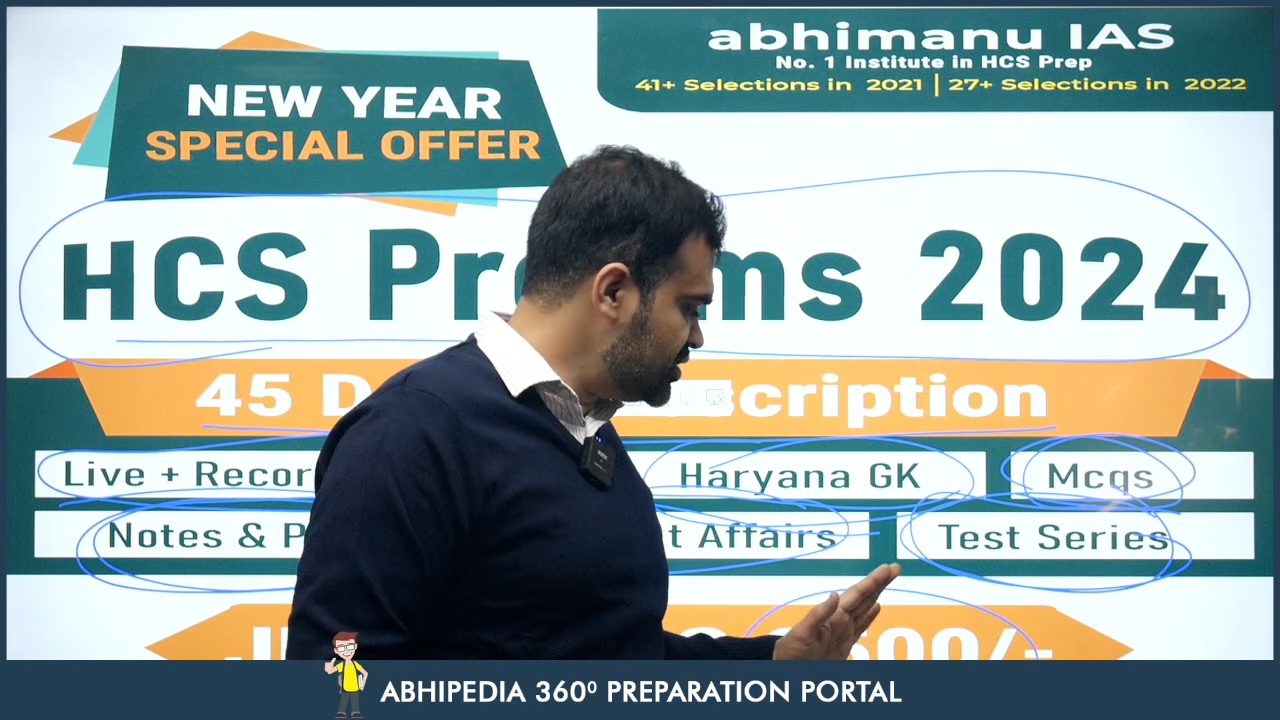 abhimanu IAS
No. 1 Institute in HCS Prep
41+ Selections in 2021 | 27+ Selections in 2022
NEW YEAR
SPECIAL OFFER
HCS Pr ms 2024
45 D scription
Live + Recor Haryana GK Mcqs
Notes & P t Affairs Test Series
500/-
ABHIPEDIA 360⁰ PREPARATION PORTAL